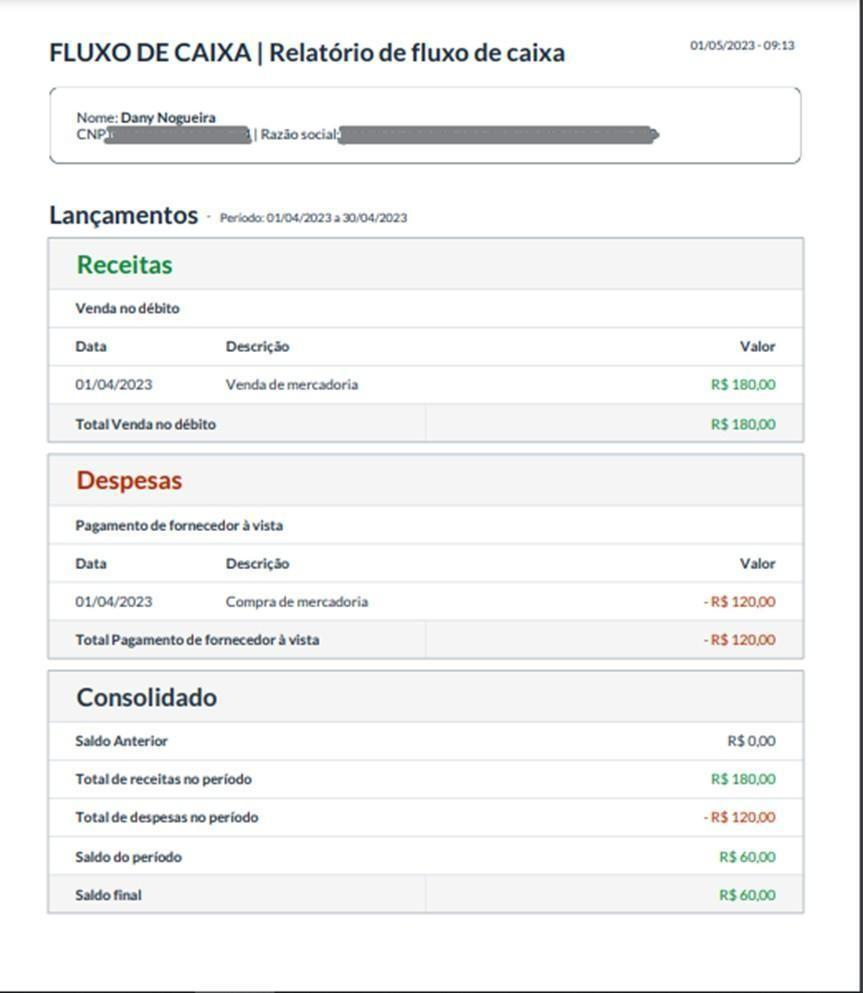 FLUXO DE CAIXA | Relatório de fluxo de caixa 01/05/2023 - 09:13
Nome: Dany Nogueira
CNP | Razão social:
Lançamentos - Período: 01/04/2023 a 30/04/2023
Receitas
Venda no débito
Data Descrição Valor
01/04/2023 Venda de mercadoria R$ 180,00
Total Venda no débito R$ 180,00
Despesas
Pagamento de fornecedor à vista
Data Descrição Valor
01/04/2023 Compra de mercadoria - R$ 120,00
Total Pagamento de fornecedor à vista - R$ 120,00
Consolidado
Saldo Anterior R$ 0,00
Total de receitas no período R$ 180,00
Total de despesas no período - R$ 120,00
Saldo do período R$ 60,00
Saldo final R$ 60,00